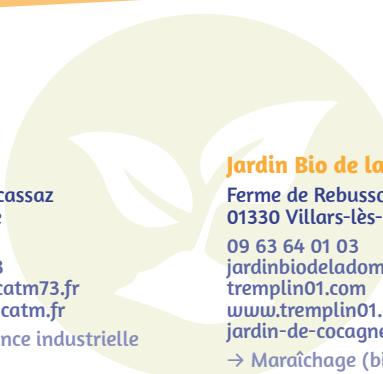 cassaz
e
3
catm73.fr
catm.fr
nce industrielle
Jardin Bio de la
Ferme de Rebuss
01330 Villars-lès-
09 63 64 01 03
jardinbiodeladom
tremplin01.com
www.tremplin01.
jardin-de-cocagne
→ Maraîchage (bi